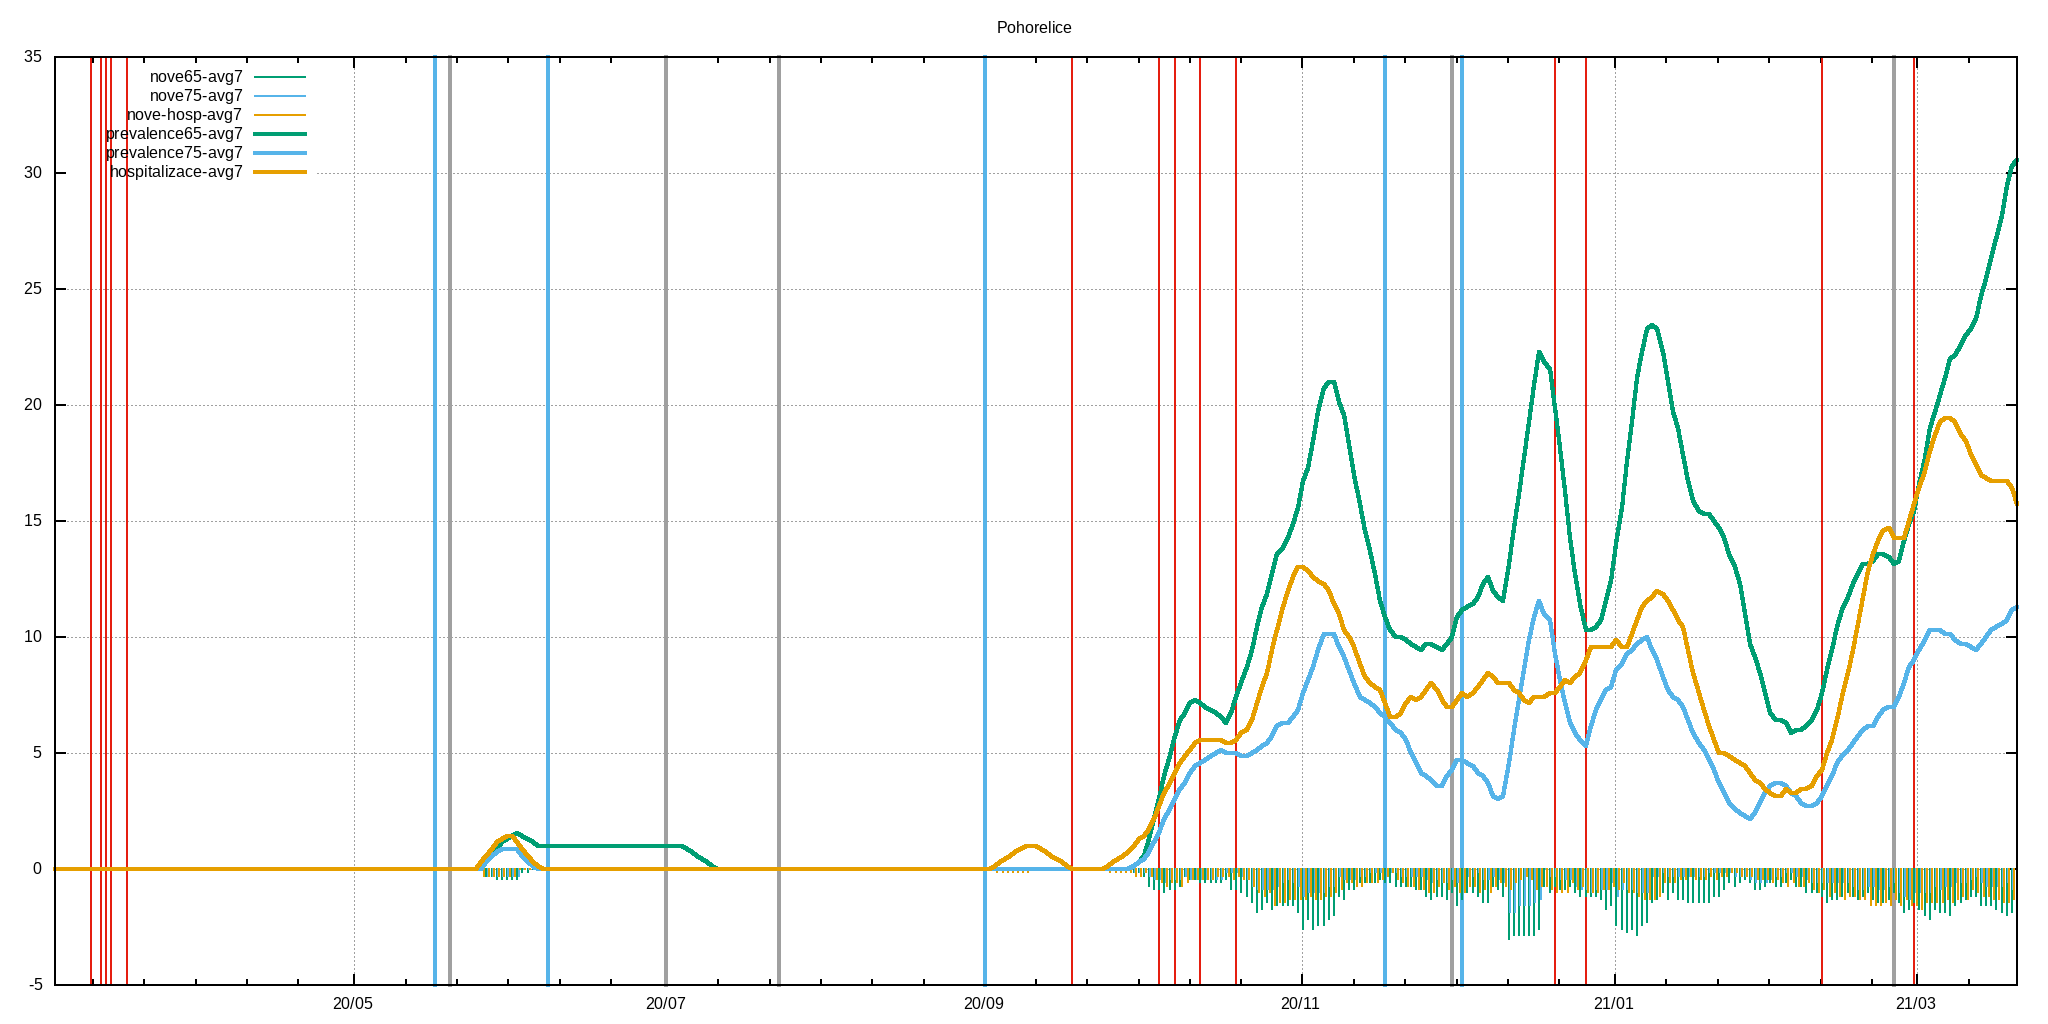 Pohorelice
35
30
25
20
15
10
5
0
-5
nove65-avg7
nove75-avg7
nove-hosp-avg7
prevalence65-avg7
prevalence75-avg7
hospitalizace-avg7
20/05
20/07
20/09
20/11
21/01
21/03